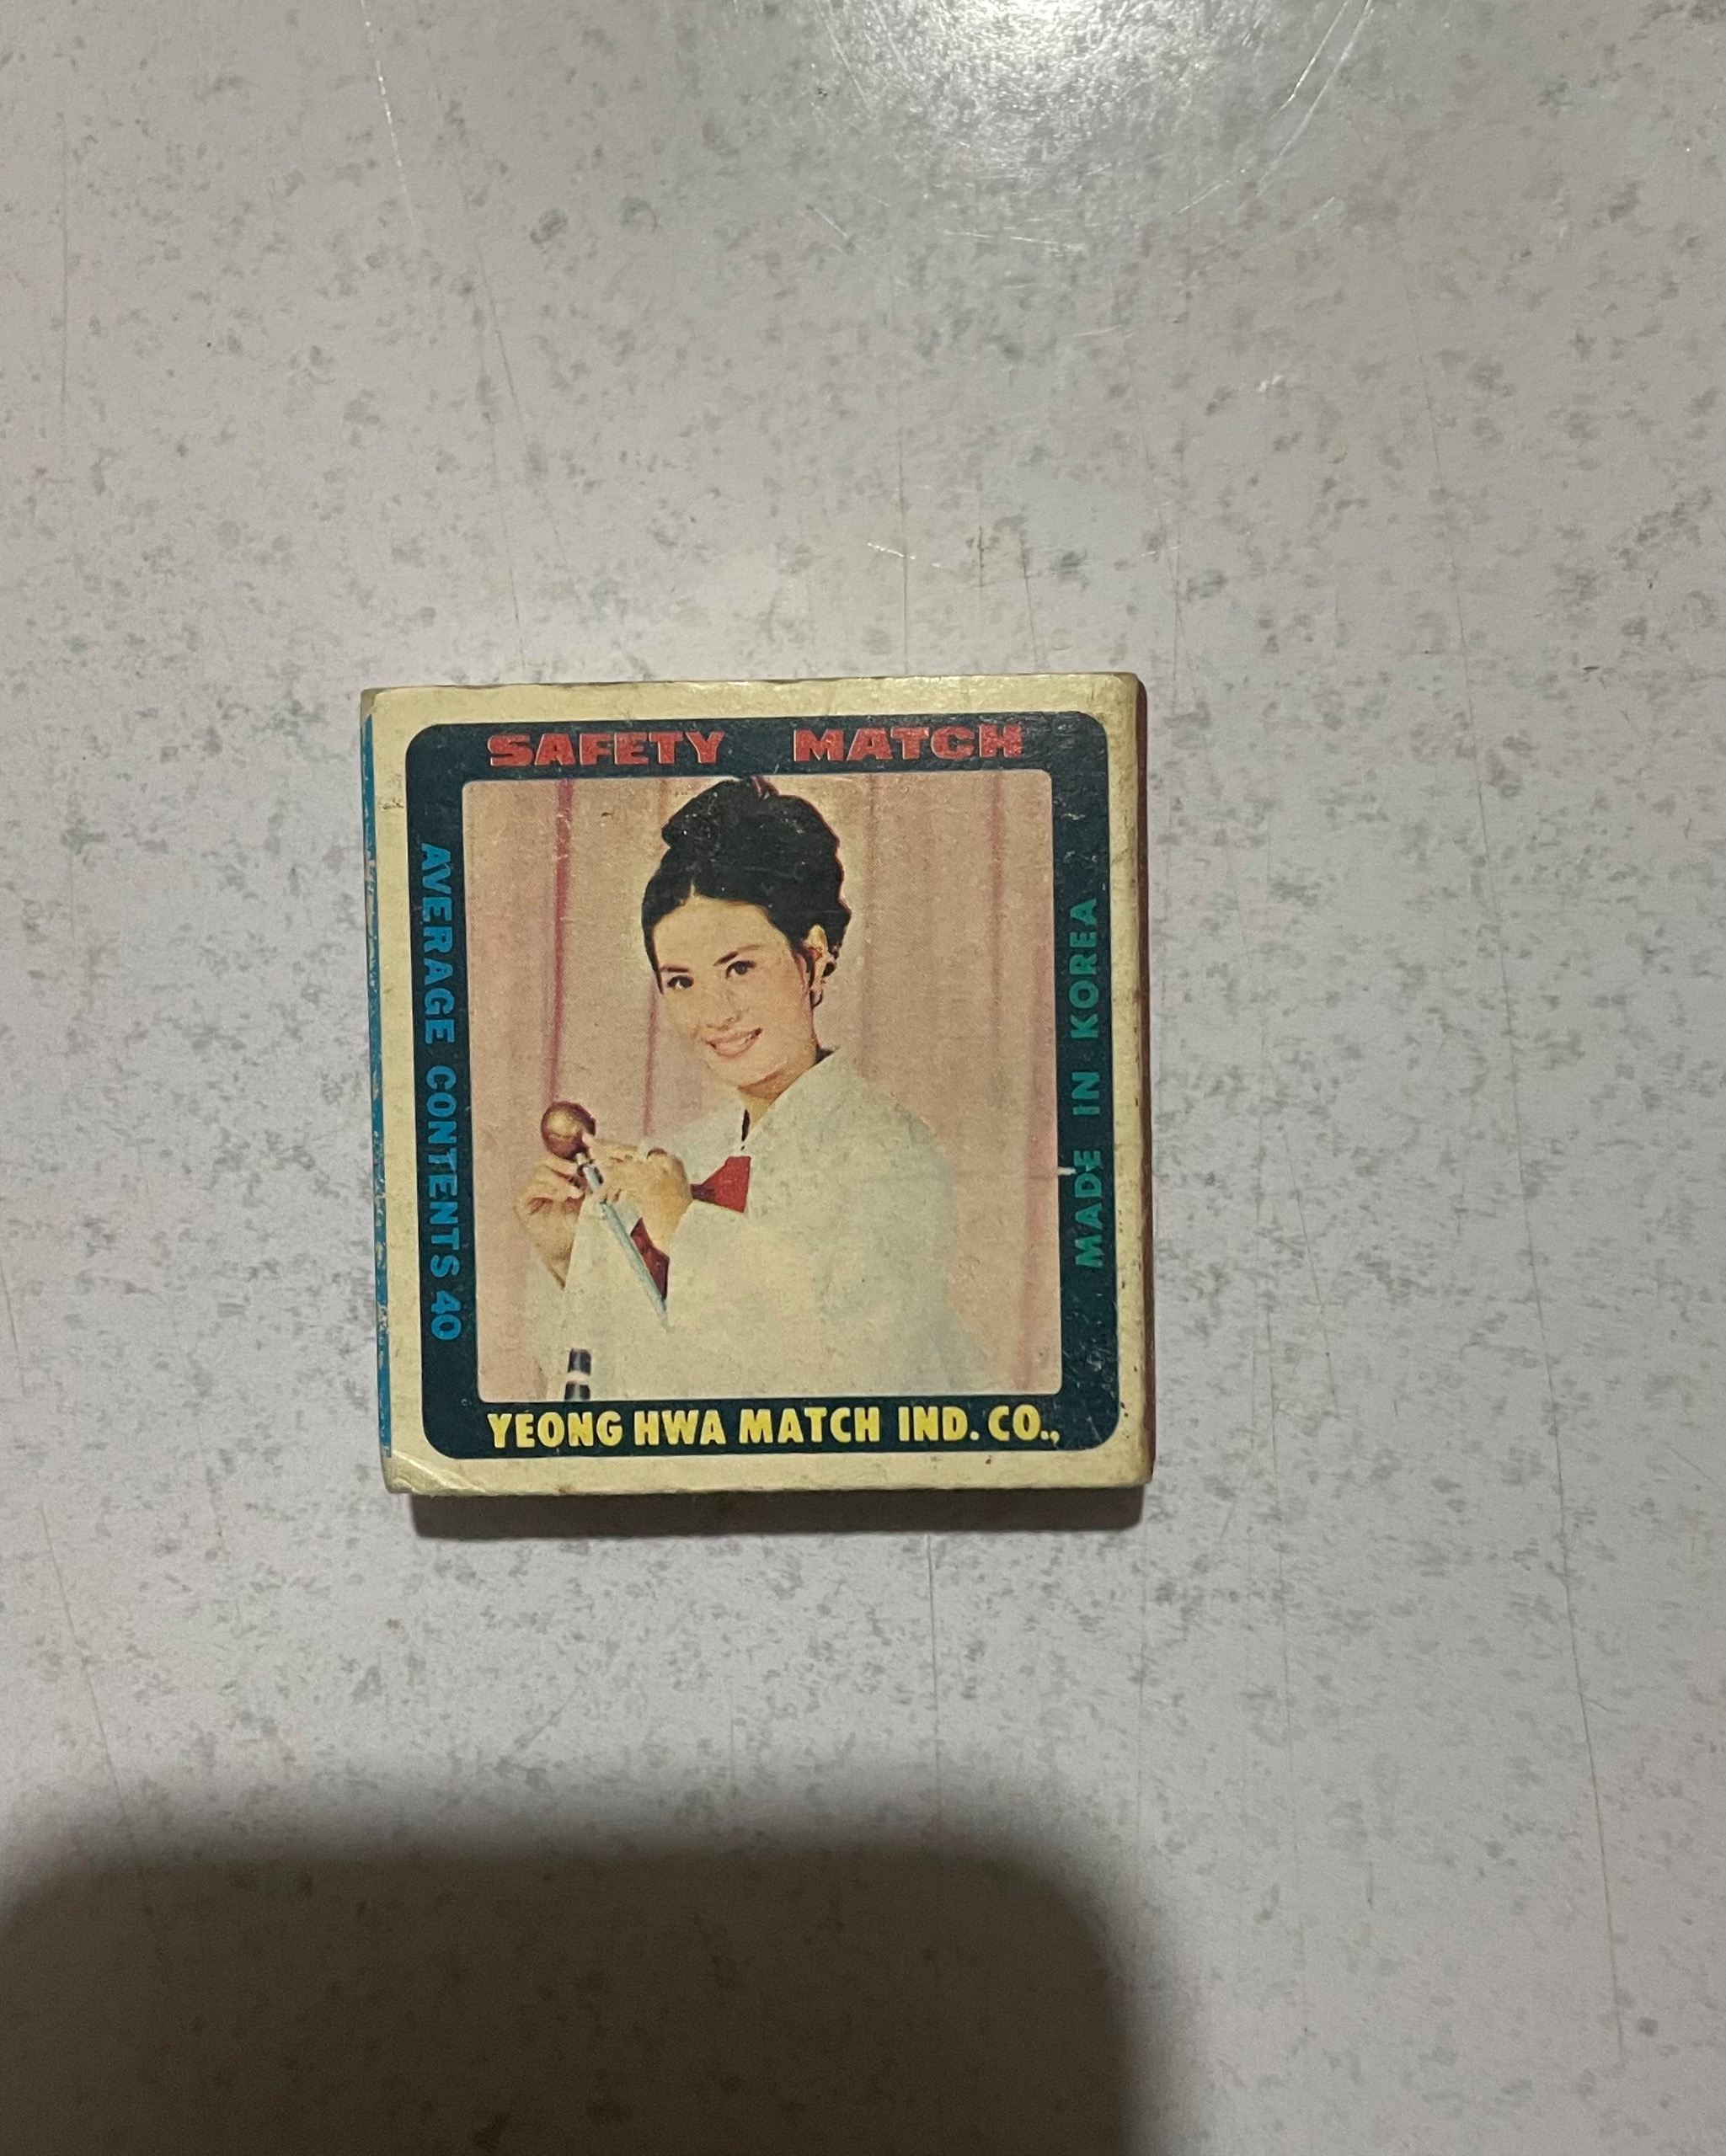 SAFETY MATCH
AVERAGE CONTENTS 40
MADE IN KOREA
YEONG HWA MATCH IND. CO.,